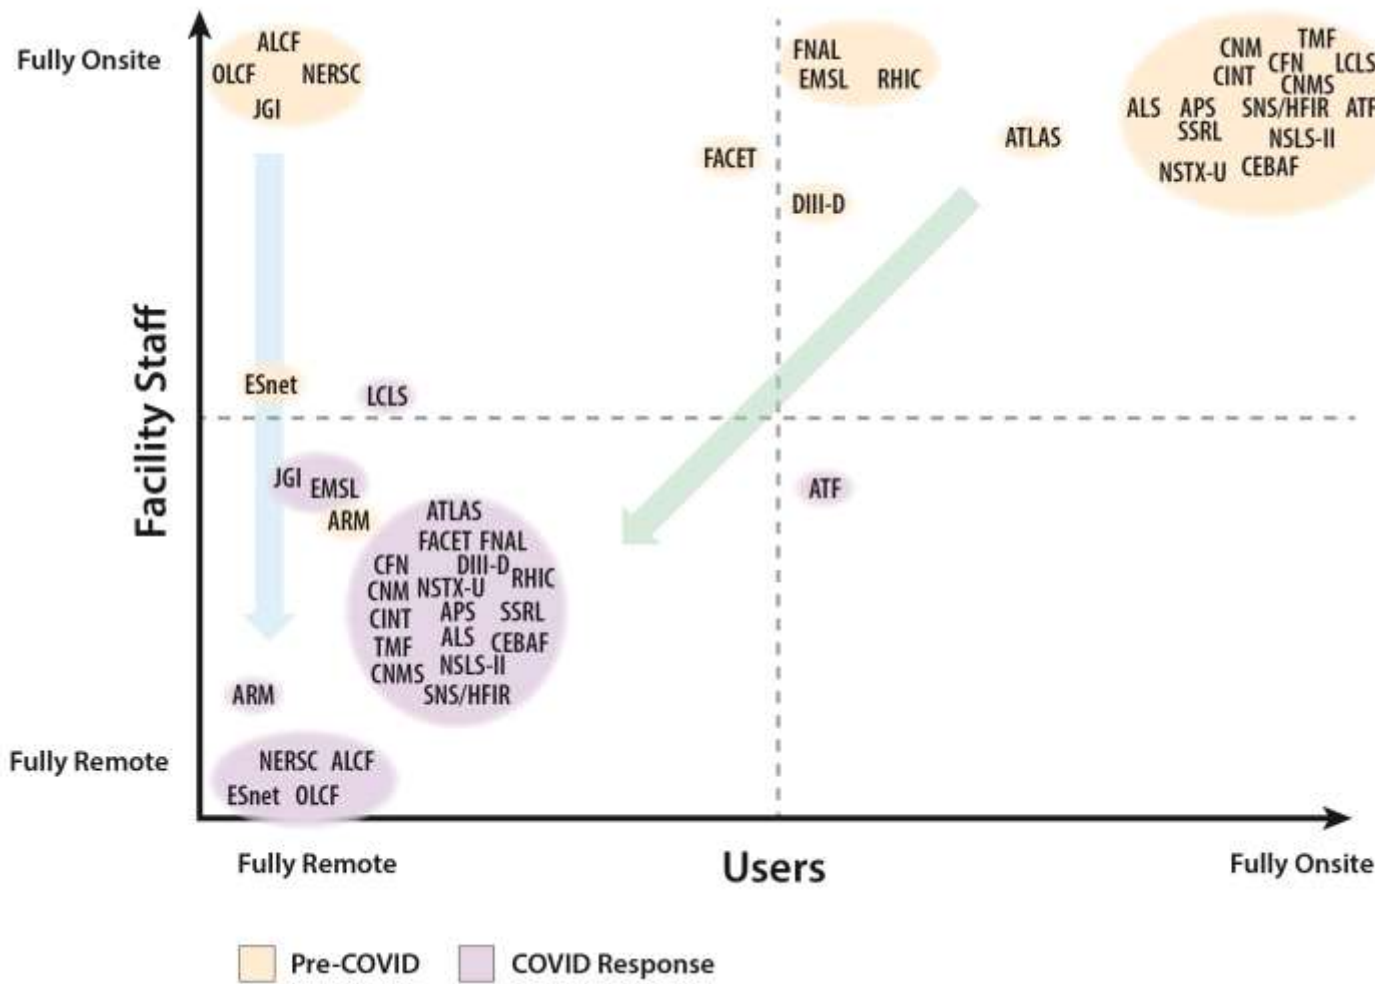 Fully Onsite
ALCF
OLCF NERSC
JGI
FNAL
EMSL RHIC
FACET
DIII-D
ATLAS
TMF
CNM
CFN LCLS
CINT CNMS
ALS APS SNS/HFIR ATF
SSRL NSLS-II
NSTX-U CEBAF
Facility Staff
ESnet
LCLS
JGI EMSL
ARM
ATF
ATLAS
FACET FNAL
CFN DIII-D RHIC
CNM NSTX-U
CINT APS SSRL
TMF ALS CEBAF
CNMS NSLS-II
SNS/HFIR
ARM
Fully Remote
NERSC ALCF
ESnet OLCF
Fully Remote Users Fully Onsite
Pre-COVID COVID Response